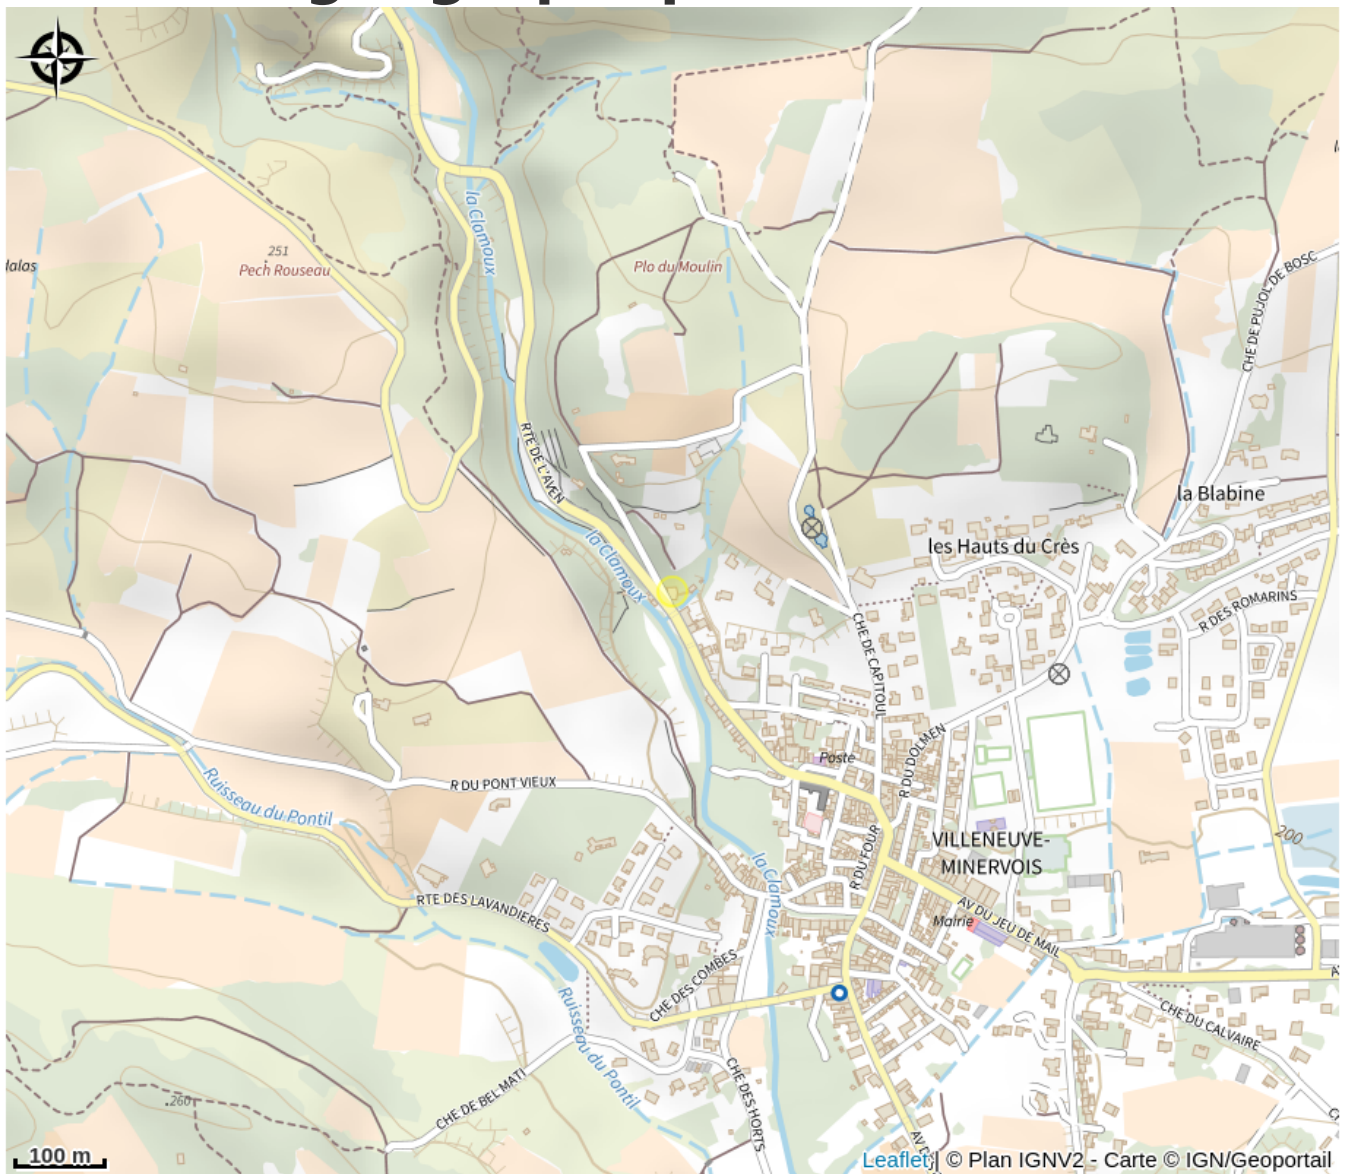 la Clamoux
251
Pech Rouseau
Plo du Moulin
CHE DE PUJOL DE BOSC
RTE DE L'AVEN
la Blabine
la Clamoux
les Hauts du Crès
R DES ROMARINS
CHE DE CAPITOUL
R DU DOLMEN
Poste
Ruisseau du Pontil
R DU PONT VIEUX
R DU FOUR
VILLENEUVE-
MINERVOIS
200
la Clamoux
RTE DES LAVANDIERES
AV DU JEU DE MAIL
Mairie
CHE DES COMBES
Ruisseau du Pontil
CHE DU CALVAIRE
CHE DE BEL MATI
CHE DES HORTS
260
100 m
Leaflet | © Plan IGNV2 - Carte © IGN/Geoportail